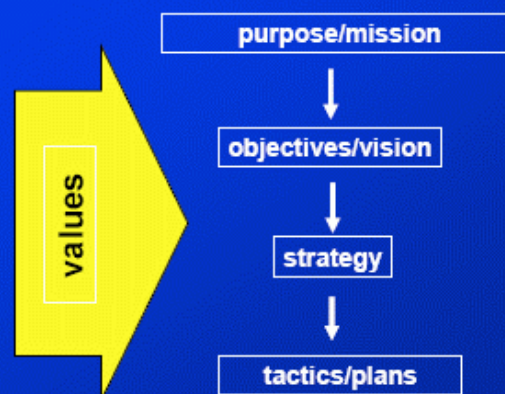 purpose/mission
objectives/vision
values
strategy
tactics/plans